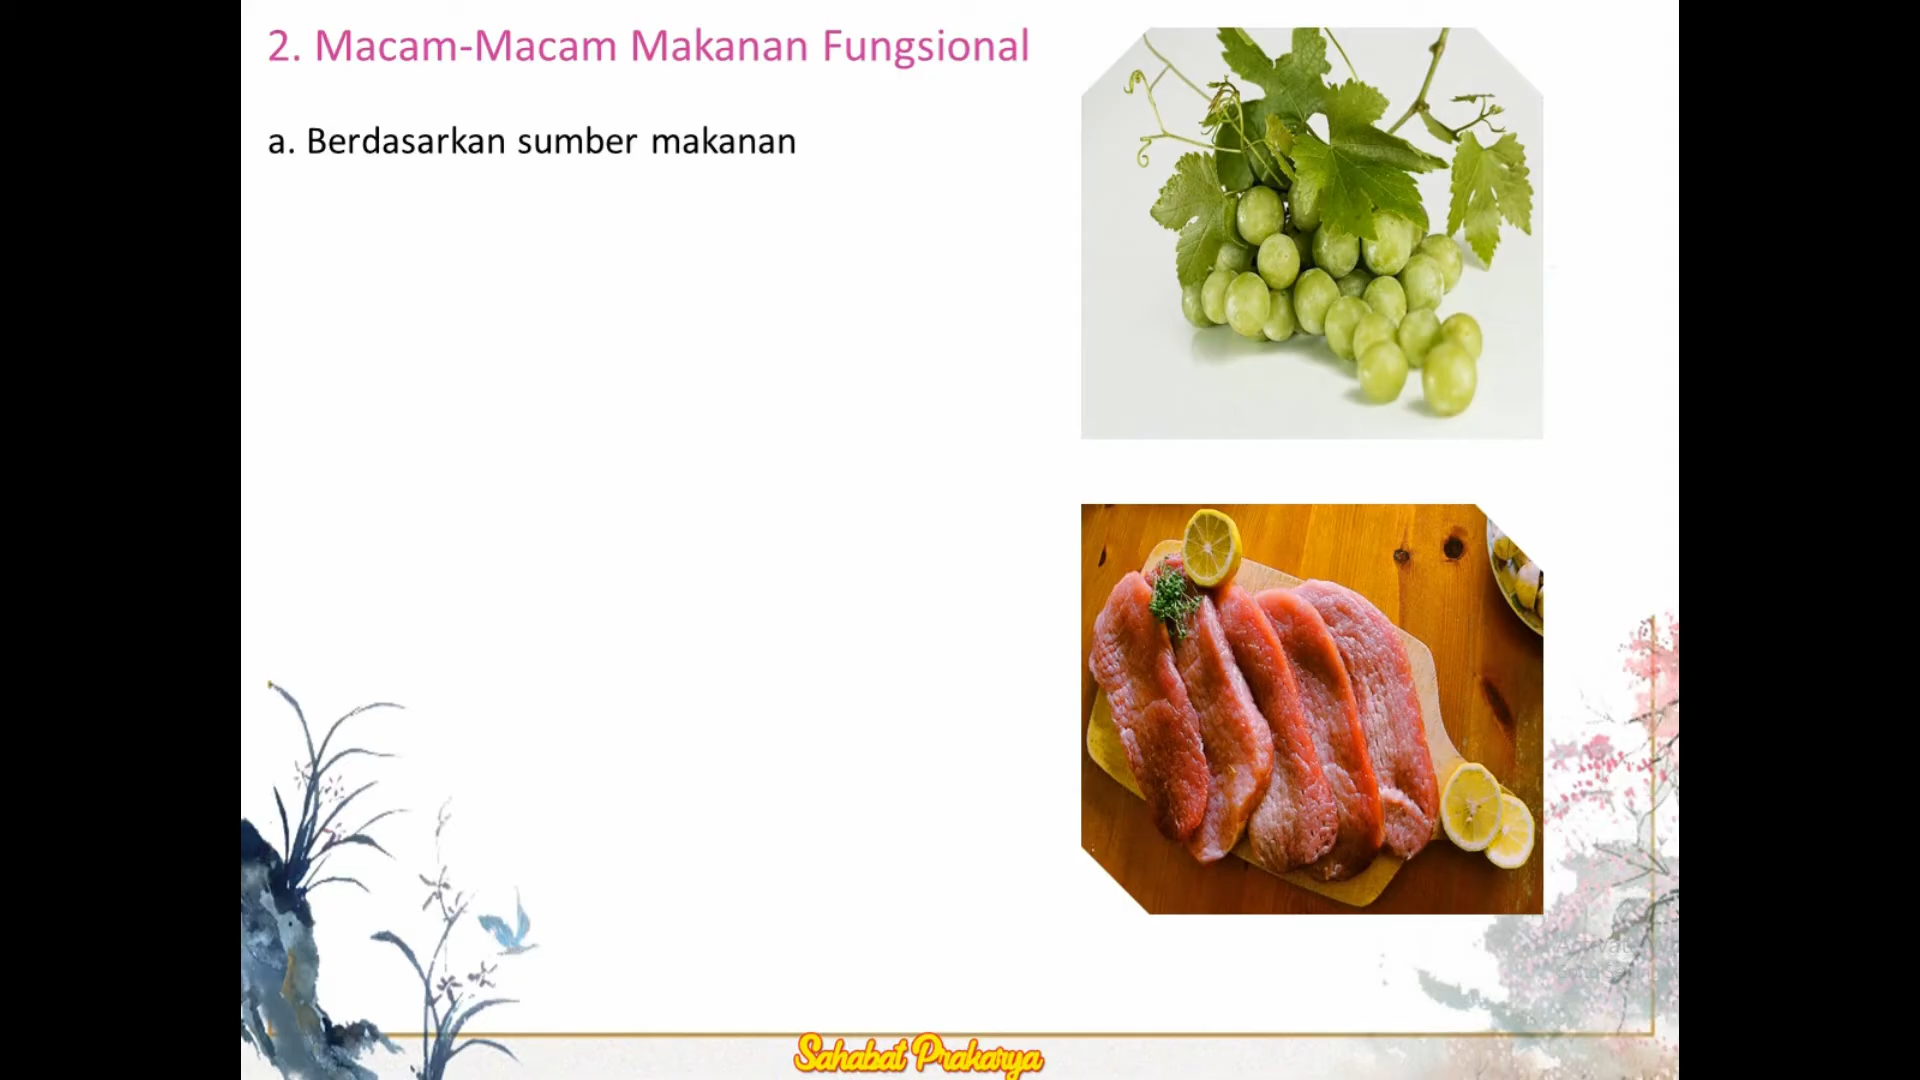 2. Macam-Macam Makanan Fungsional
a. Berdasarkan sumber makanan
Sahabat Prakarya